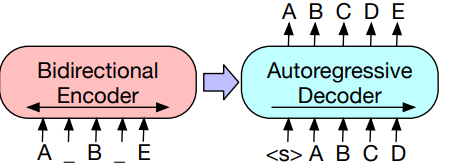 A B C D E
Bidirectional
Encoder
Autoregressive
Decoder
A _ B _ E
<s> A B C D